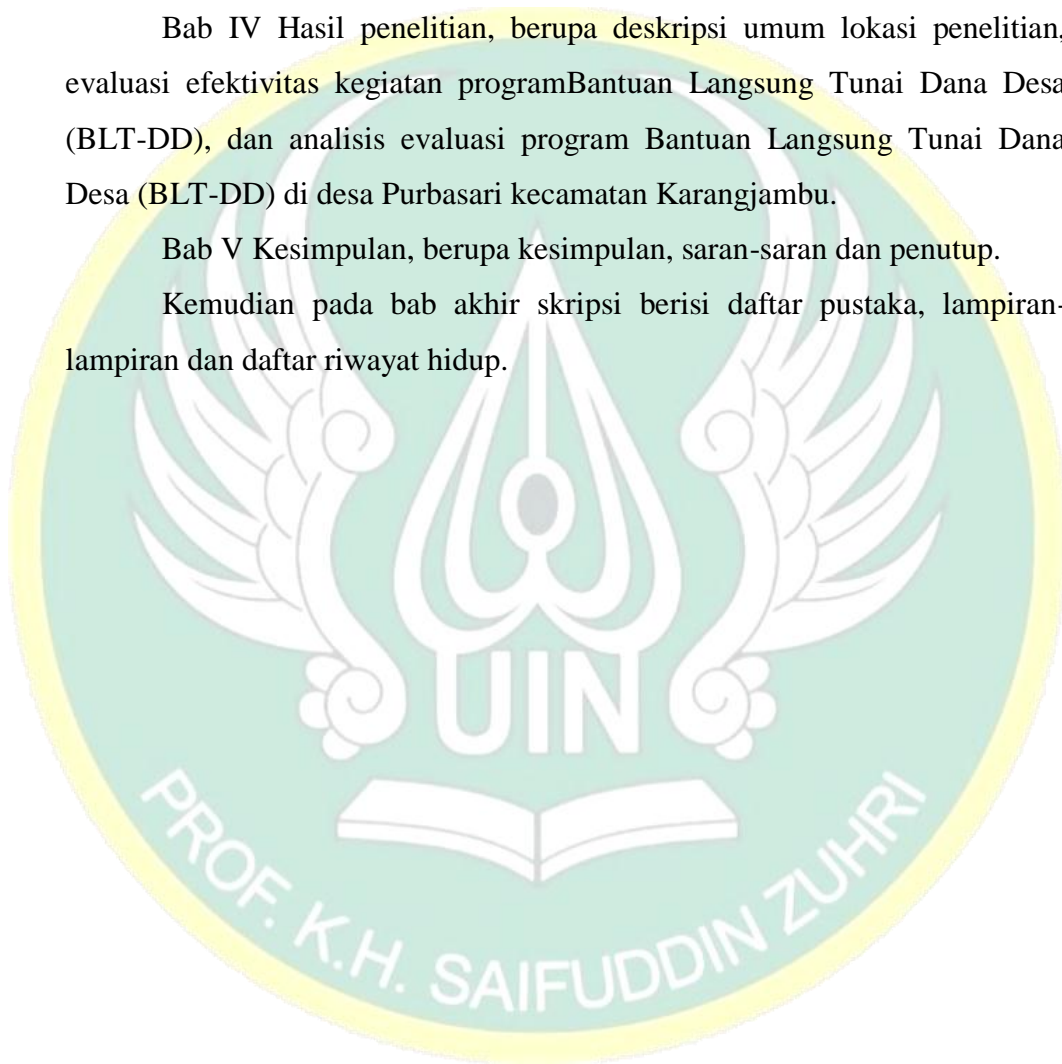 Bab IV Hasil penelitian, berupa deskripsi umum lokasi penelitian,
evaluasi efektivitas kegiatan programBantuan Langsung Tunai Dana Desa
(BLT-DD), dan analisis evaluasi program Bantuan Langsung Tunai Dana
Desa (BLT-DD) di desa Purbasari kecamatan Karangjambu.
Bab V Kesimpulan, berupa kesimpulan, saran-saran dan penutup.
Kemudian pada bab akhir skripsi berisi daftar pustaka, lampiran-
lampiran dan daftar riwayat hidup.
UIN
PROF. K.H. SAIFUDDIN ZUHRI